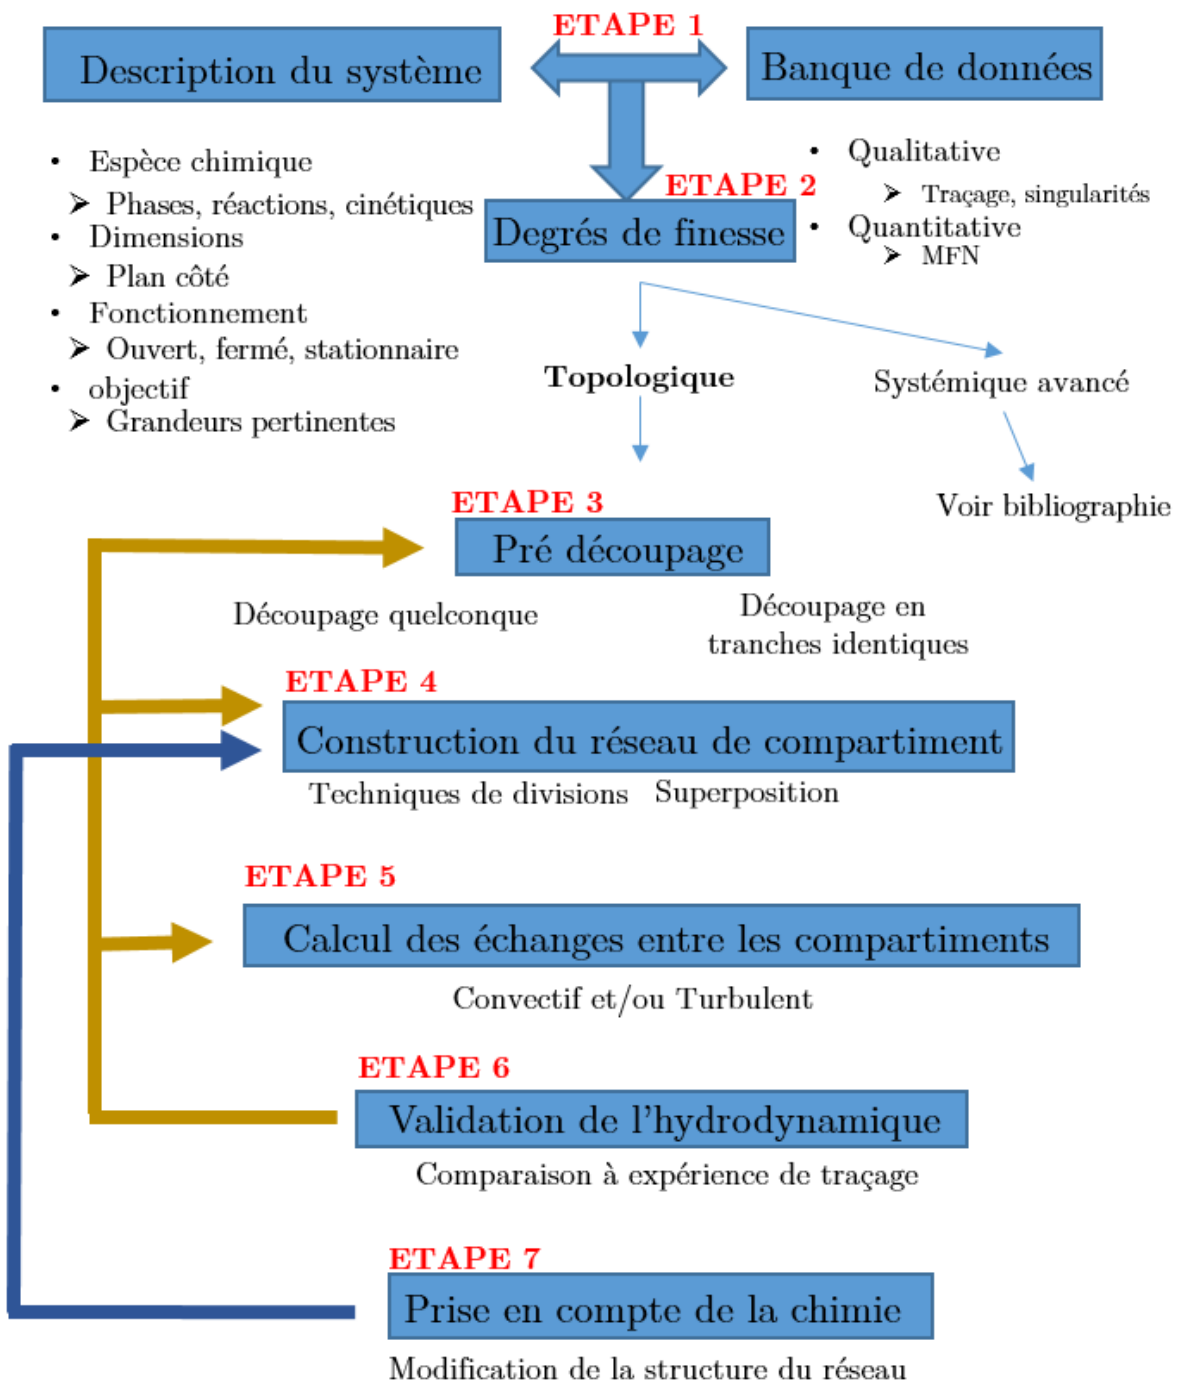 ETAPE 1
Description du système
Banque de données
• Espèce chimique
➤ Phases, réactions, cinétiques
• Dimensions
➤ Plan côté
• Fonctionnement
➤ Ouvert, fermé, stationnaire
• objectif
➤ Grandeurs pertinentes
• Qualitative
➤ Traçage, singularités
• Quantitative
➤ MFN
ETAPE 2
Degrés de finesse
Topologique
Systémique avancé
Voir bibliographie
ETAPE 3
Pré découpage
Découpage quelconque
Découpage en
tranches identiques
ETAPE 4
Construction du réseau de compartiment
Techniques de divisions
Superposition
ETAPE 5
Calcul des échanges entre les compartiments
Convectif et/ou Turbulent
ETAPE 6
Validation de l'hydrodynamique
Comparaison à expérience de traçage
ETAPE 7
Prise en compte de la chimie
Modification de la structure du réseau